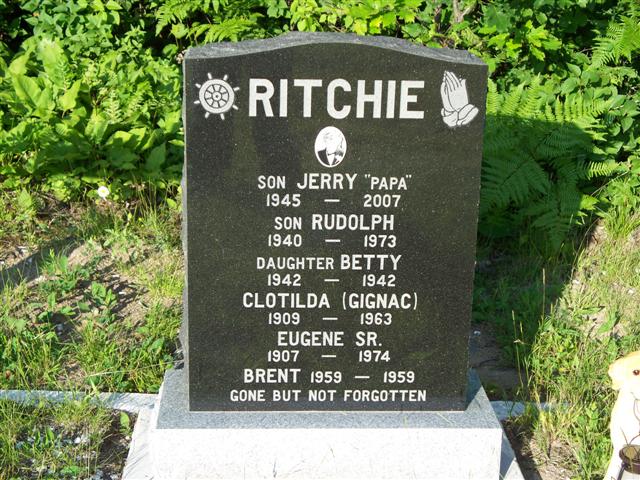 RITCHIE
SON JERRY "PAPA"
1945 — 2007
SON RUDOLPH
1940 — 1973
DAUGHTER BETTY
1942 — 1942
CLOTILDA (GIGNAC)
1909 — 1963
EUGENE SR.
1907 — 1974
BRENT 1959 — 1959
GONE BUT NOT FORGOTTEN